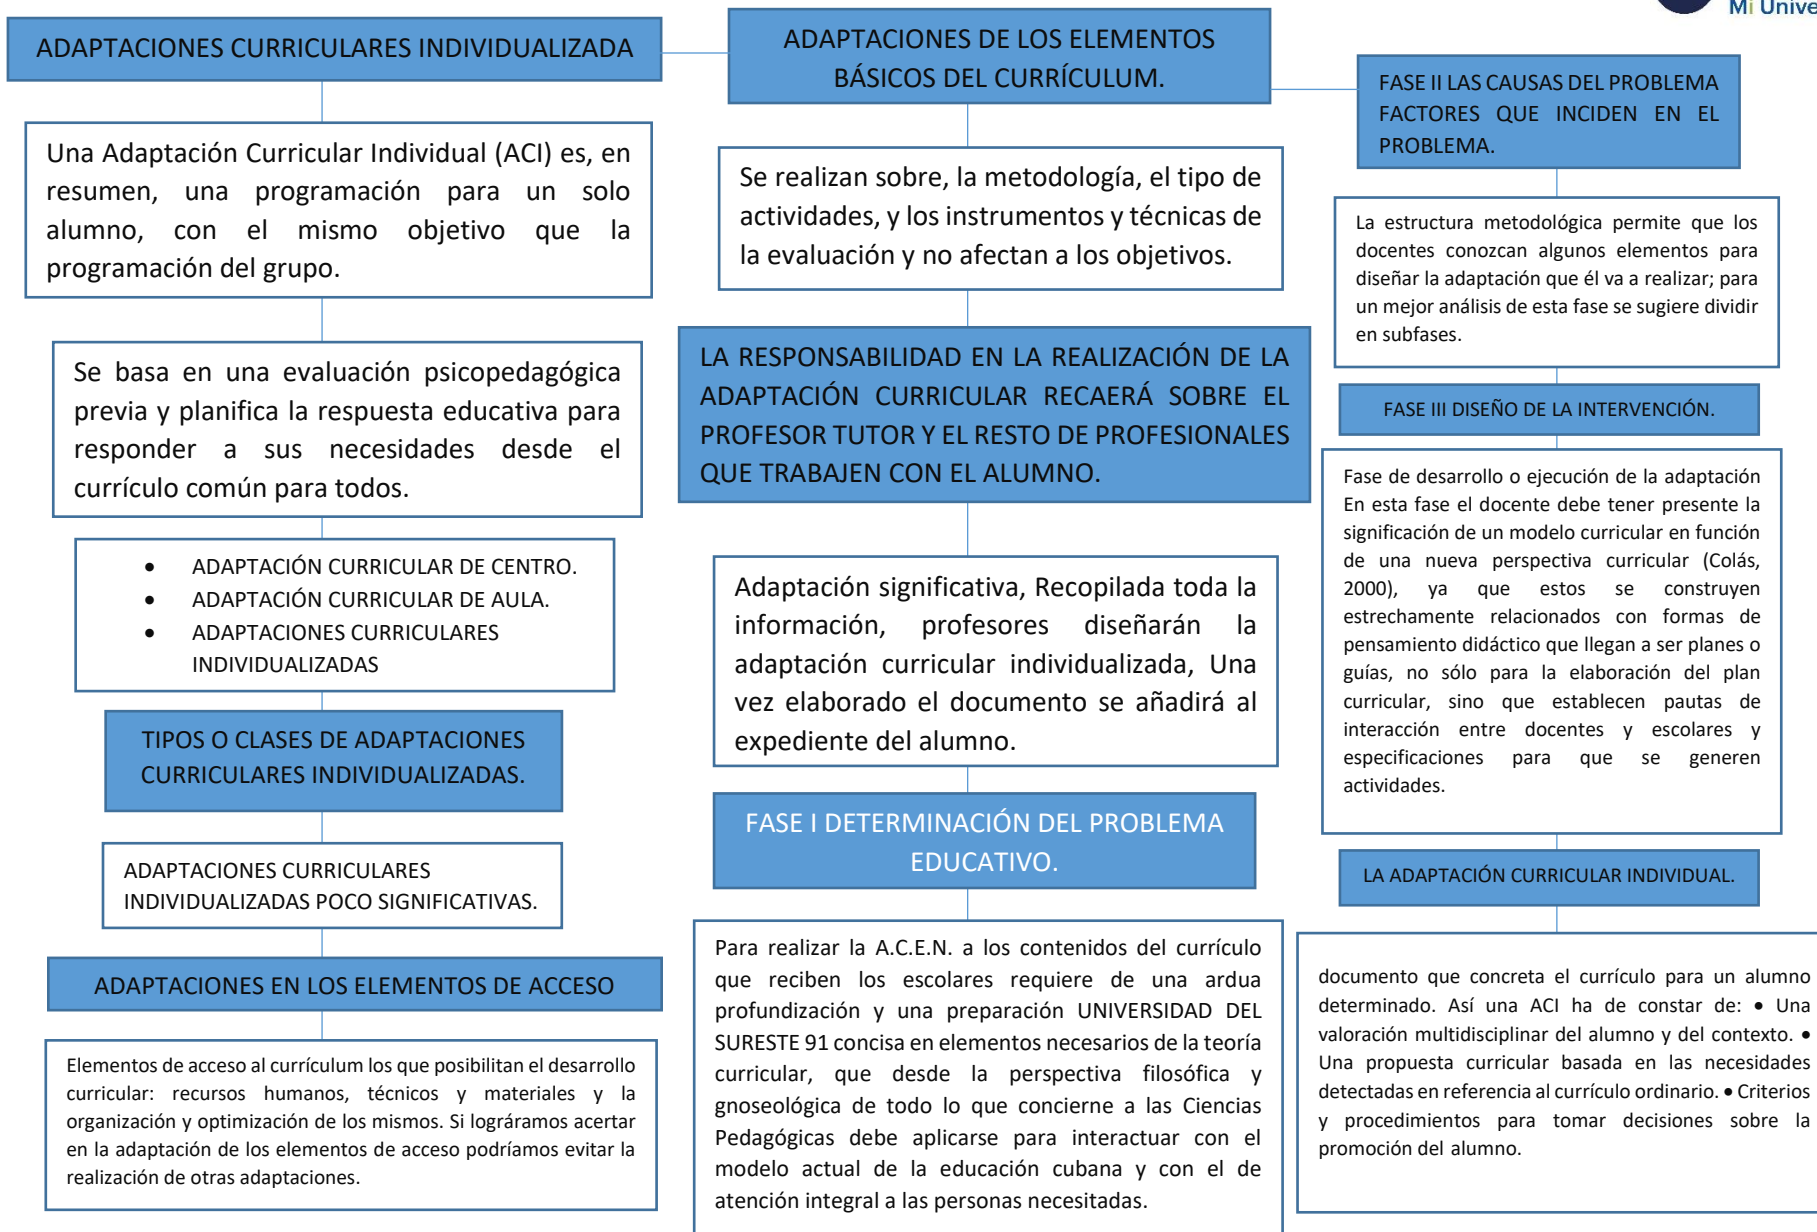 Mi Unive
ADAPTACIONES CURRICULARES INDIVIDUALIZADA
Una Adaptación Curricular Individual (ACI) es, en
resumen, una programación para un solo
alumno, con el mismo objetivo que la
programación del grupo.
Se basa en una evaluación psicopedagógica
previa y planifica la respuesta educativa para
responder a sus necesidades desde el
currículo común para todos.
• ADAPTACIÓN CURRICULAR DE CENTRO.
• ADAPTACIÓN CURRICULAR DE AULA.
• ADAPTACIONES CURRICULARES
INDIVIDUALIZADAS
TIPOS O CLASES DE ADAPTACIONES
CURRICULARES INDIVIDUALIZADAS.
ADAPTACIONES CURRICULARES
INDIVIDUALIZADAS POCO SIGNIFICATIVAS.
ADAPTACIONES EN LOS ELEMENTOS DE ACCESO
Elementos de acceso al currículum los que posibilitan el desarrollo
curricular: recursos humanos, técnicos y materiales y la
organización y optimización de los mismos. Si lográramos acertar
en la adaptación de los elementos de acceso podríamos evitar la
realización de otras adaptaciones.
ADAPTACIONES DE LOS ELEMENTOS
BÁSICOS DEL CURRÍCULUM.
Se realizan sobre, la metodología, el tipo de
actividades, y los instrumentos y técnicas de
la evaluación y no afectan a los objetivos.
LA RESPONSABILIDAD EN LA REALIZACIÓN DE LA
ADAPTACIÓN CURRICULAR RECAERÁ SOBRE EL
PROFESOR TUTOR Y EL RESTO DE PROFESIONALES
QUE TRABAJEN CON EL ALUMNO.
Adaptación significativa, Recopilada toda la
información, profesores diseñarán la
adaptación curricular individualizada, Una
vez elaborado el documento se añadirá al
expediente del alumno.
FASE I DETERMINACIÓN DEL PROBLEMA
EDUCATIVO.
Para realizar la A.C.E.N. a los contenidos del currículo
que reciben los escolares requiere de una ardua
profundización y una preparación UNIVERSIDAD DEL
SURESTE 91 concisa en elementos necesarios de la teoría
curricular, que desde la perspectiva filosófica y
gnoseológica de todo lo que concierne a las Ciencias
Pedagógicas debe aplicarse para interactuar con el
modelo actual de la educación cubana y con el de
atención integral a las personas necesitadas.
FASE II LAS CAUSAS DEL PROBLEMA
FACTORES QUE INCIDEN EN EL
PROBLEMA.
La estructura metodológica permite que los
docentes conozcan algunos elementos para
diseñar la adaptación que él va a realizar; para
un mejor análisis de esta fase se sugiere dividir
en subfases.
FASE III DISEÑO DE LA INTERVENCIÓN.
Fase de desarrollo o ejecución de la adaptación
En esta fase el docente debe tener presente la
significación de un modelo curricular en función
de una nueva perspectiva curricular (Colás,
2000), ya que estos se construyen
estrechamente relacionados con formas de
pensamiento didáctico que llegan a ser planes o
guías, no sólo para la elaboración del plan
curricular, sino que establecen pautas de
interacción entre docentes y escolares y
especificaciones para que se generen
actividades.
LA ADAPTACIÓN CURRICULAR INDIVIDUAL.
documento que concreta el currículo para un alumno
determinado. Así una ACI ha de constar de: • Una
valoración multidisciplinar del alumno y del contexto. •
Una propuesta curricular basada en las necesidades
detectadas en referencia al currículo ordinario. • Criterios
y procedimientos para tomar decisiones sobre la
promoción del alumno.